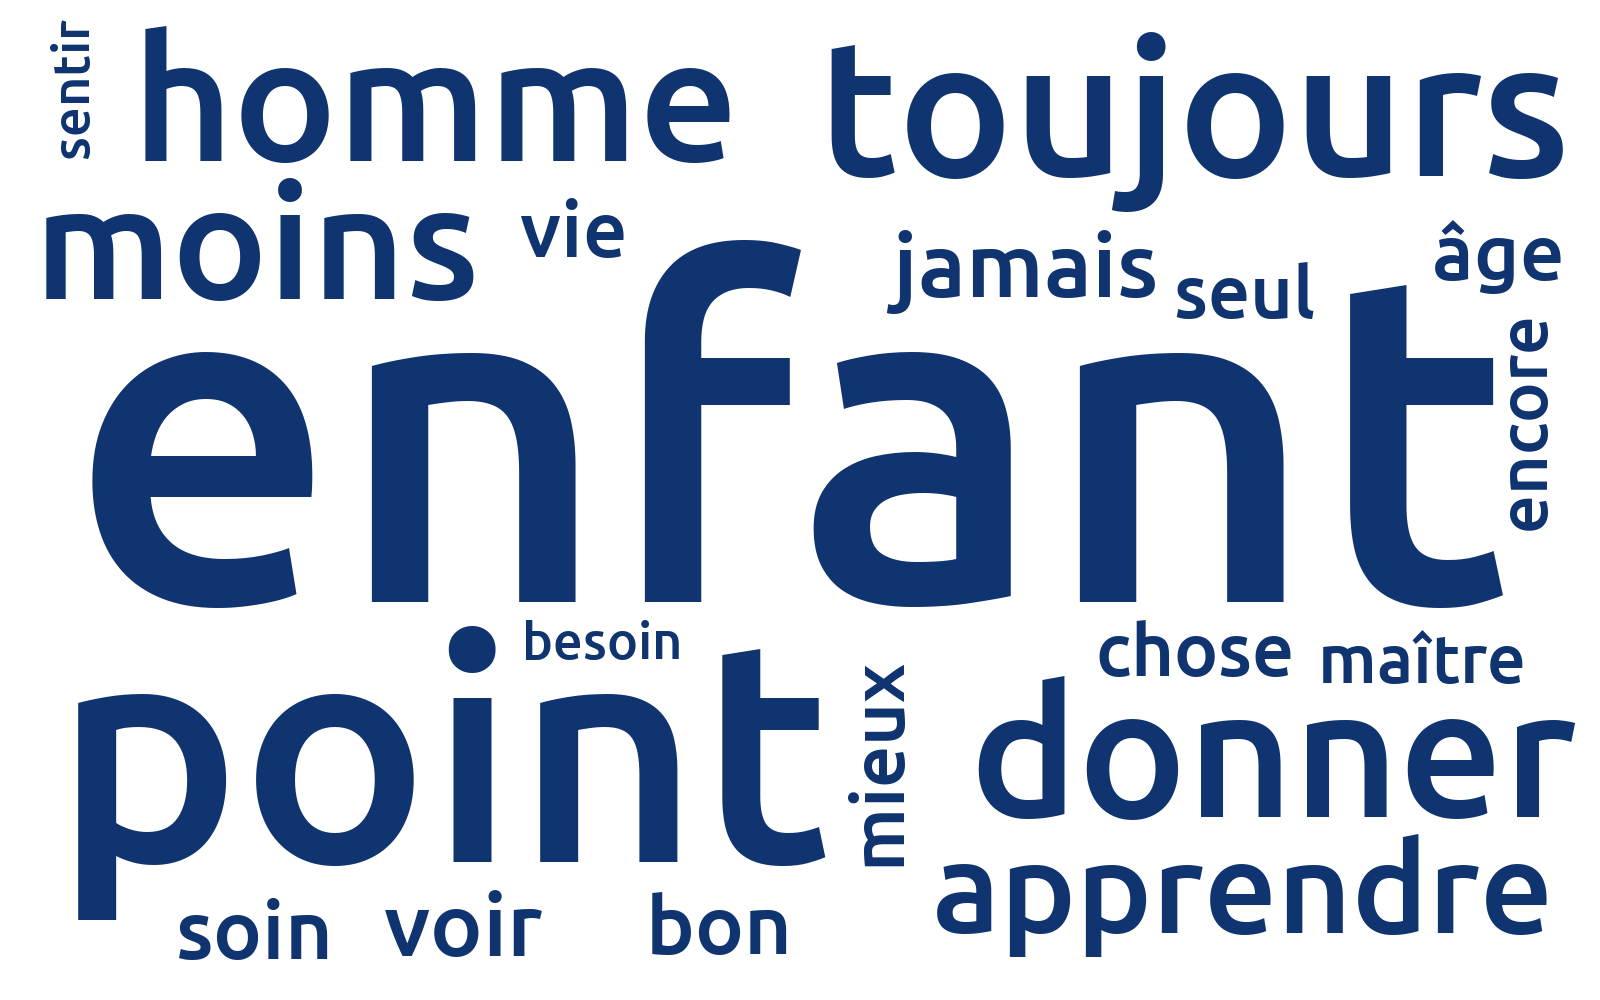 sentir
homme
toujours
moins
vie
jamais
seul
âge
enfant
encore
point
besoin
mieux
chose
maître
donner
apprendre
soin
voir
bon